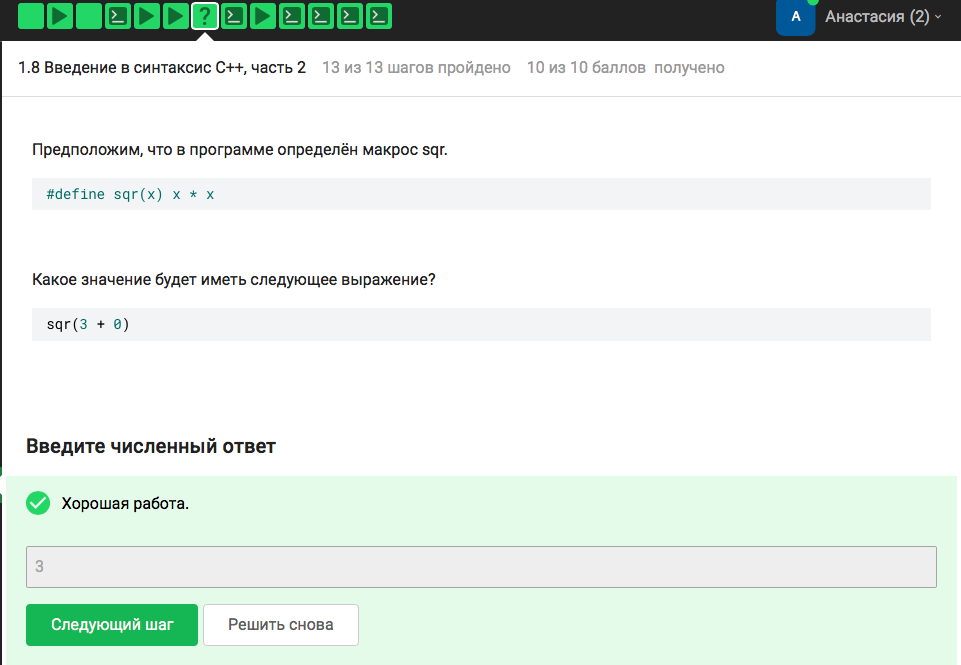 A Анастасия (2)
1.8 Введение в синтаксис C++, часть 2 13 из 13 шагов пройдено 10 из 10 баллов получено
Предположим, что в программе определён макрос sqr.
#define sqr(x) x * x
Какое значение будет иметь следующее выражение?
sqr(3 + 0)
Введите численный ответ
Хорошая работа.
3
Следующий шаг Решить снова